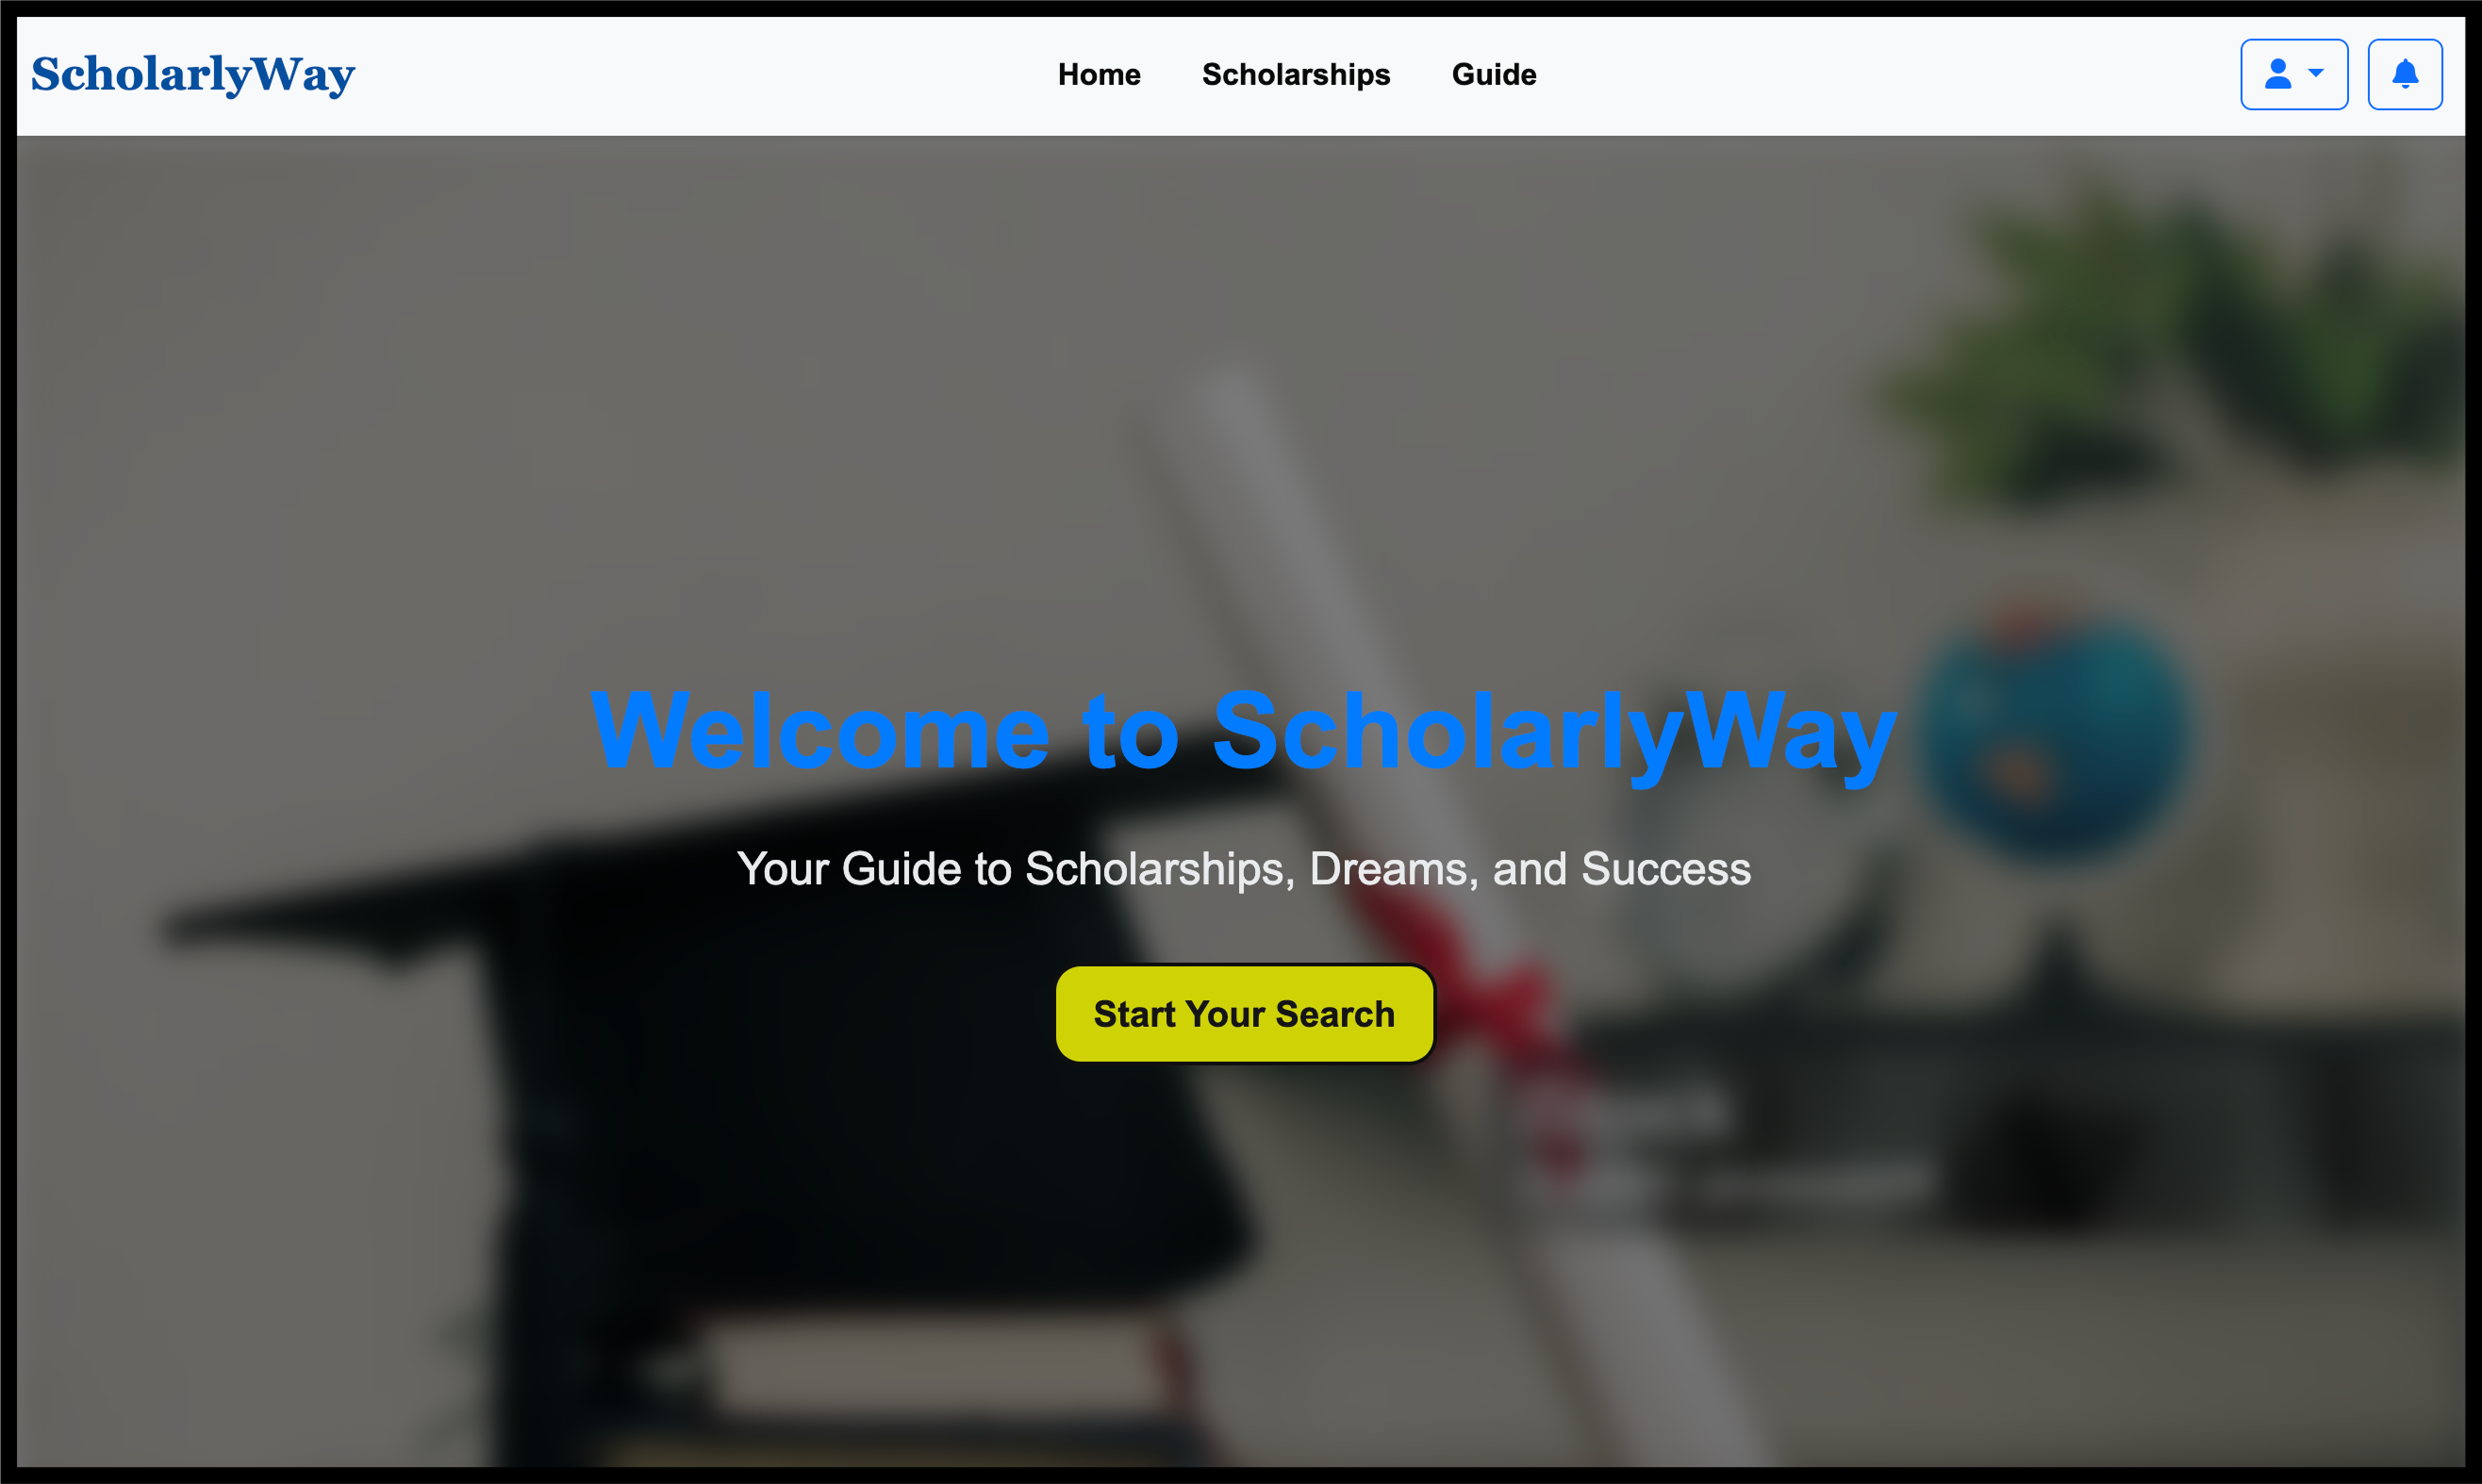 ScholarlyWay
Home Scholarships Guide
Welcome to ScholarlyWay
Your Guide to Scholarships, Dreams, and Success
Start Your Search